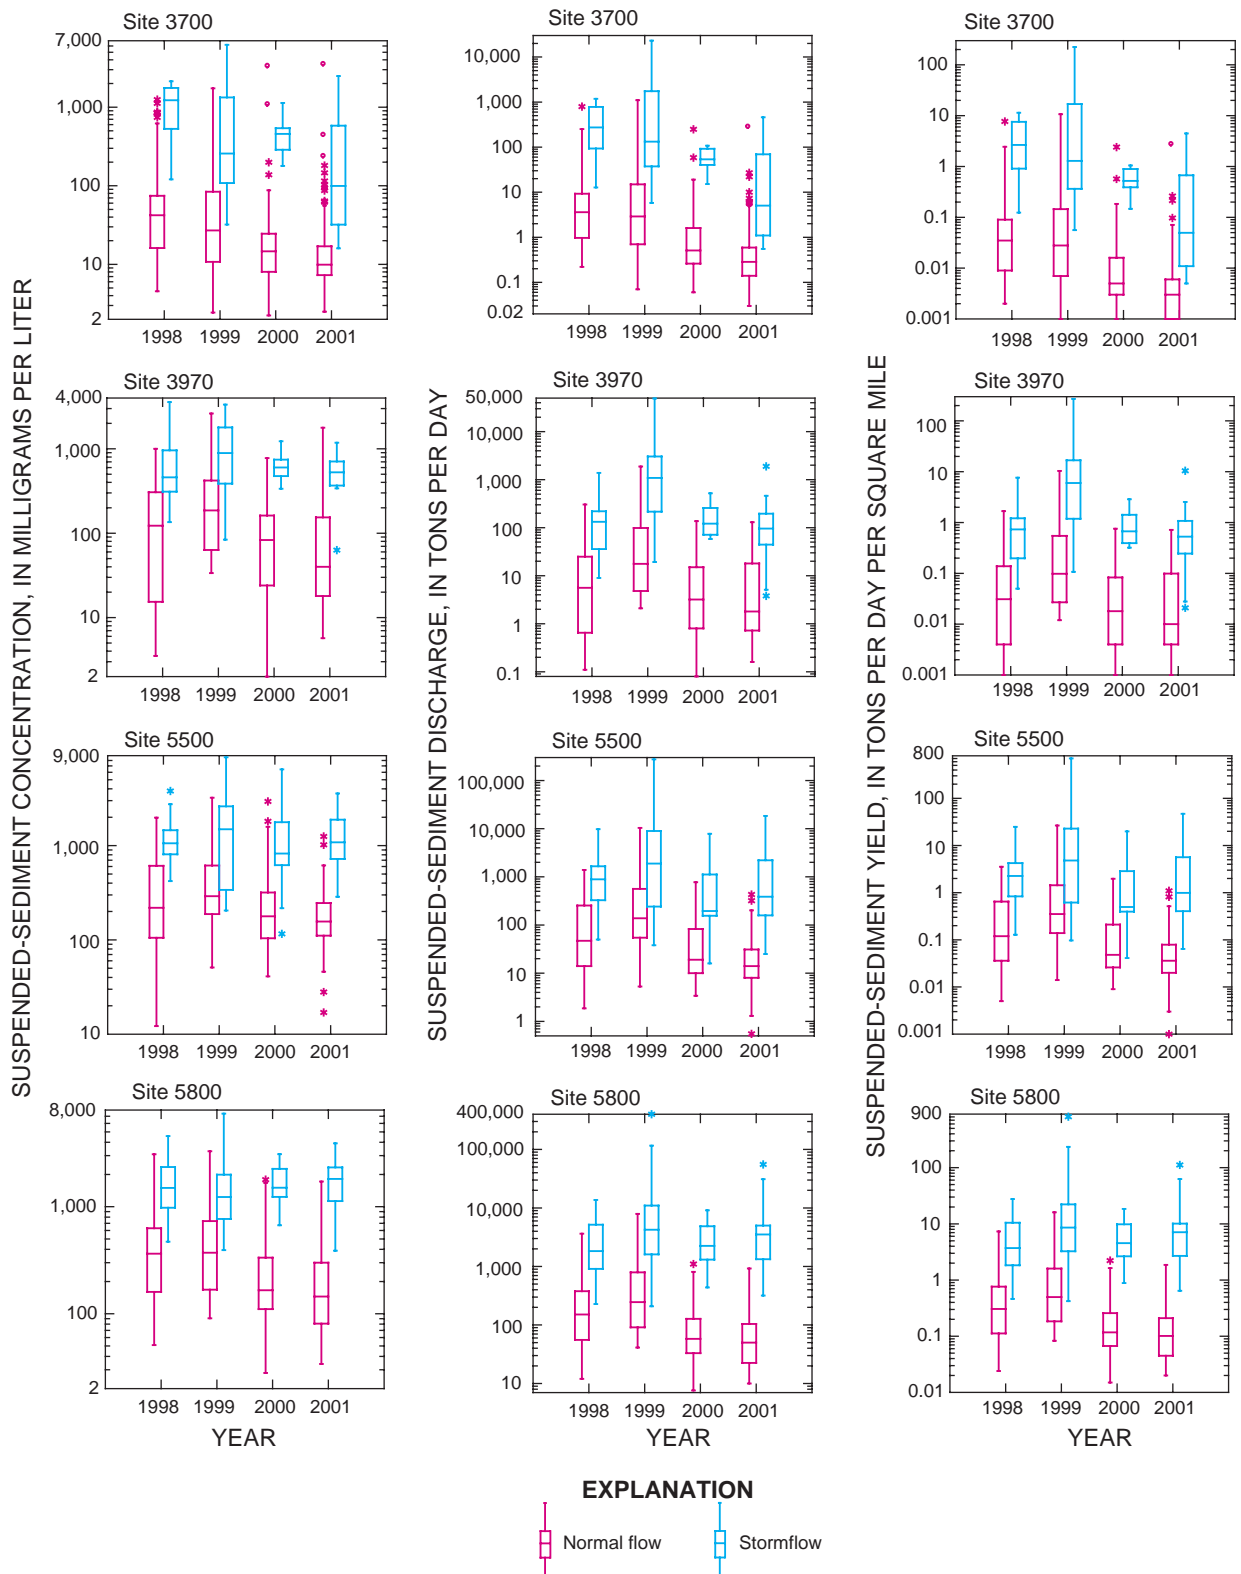 SUSPENDED-SEDIMENT CONCENTRATION, IN MILLIGRAMS PER LITER
Site 3700
7,000
1,000
100
10
2
1998 1999 2000 2001
Site 3970
4,000
1,000
100
10
2
1998 1999 2000 2001
Site 5500
9,000
1,000
100
10
1998 1999 2000 2001
Site 5800
8,000
1,000
100
2
1998 1999 2000 2001
YEAR
SUSPENDED-SEDIMENT DISCHARGE, IN TONS PER DAY
Site 3700
10,000
1,000
100
10
1
0.1
0.02
1998 1999 2000 2001
Site 3970
50,000
10,000
1,000
100
10
1
0.1
1998 1999 2000 2001
Site 5500
100,000
10,000
1,000
100
10
1
1998 1999 2000 2001
Site 5800
400,000
100,000
10,000
1,000
100
10
1998 1999 2000 2001
YEAR
SUSPENDED-SEDIMENT YIELD, IN TONS PER DAY PER SQUARE MILE
Site 3700
100
10
1
0.1
0.01
0.001
1998 1999 2000 2001
Site 3970
100
10
1
0.1
0.01
0.001
1998 1999 2000 2001
Site 5500
800
100
10
1
0.1
0.01
0.001
1998 1999 2000 2001
Site 5800
900
100
10
1
0.1
0.01
1998 1999 2000 2001
YEAR
EXPLANATION
Normal flow
Stormflow